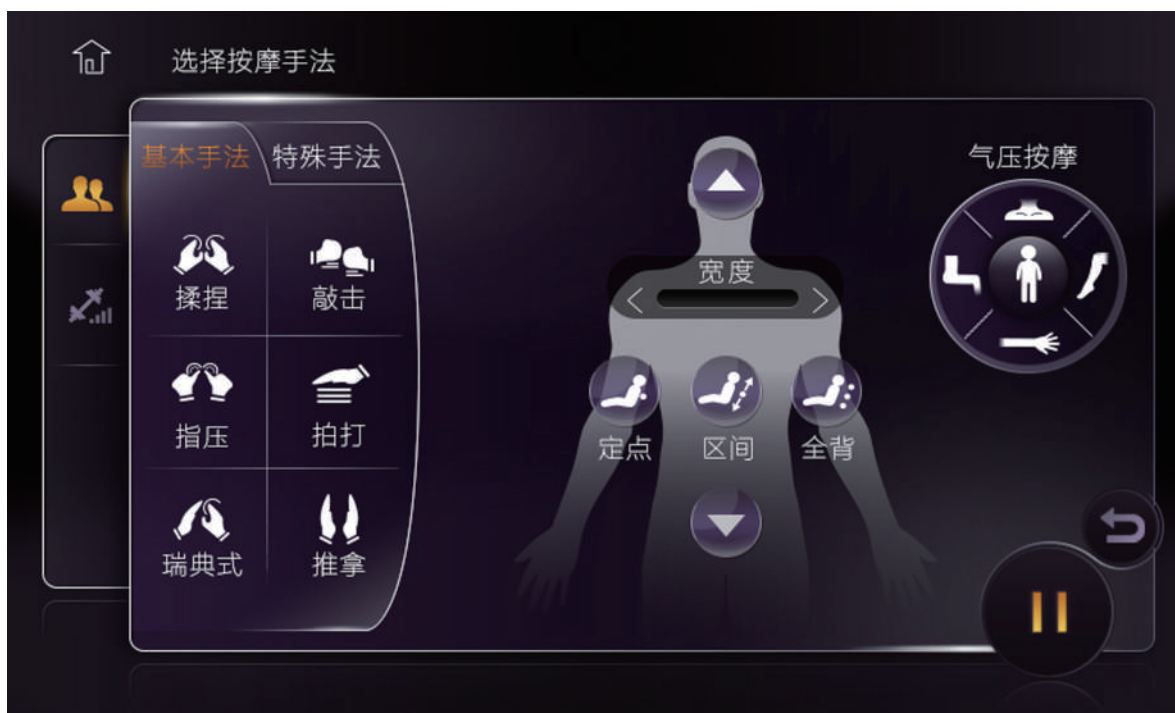 选择按摩手法
基本手法 特殊手法
揉捏 敲击
指压 拍打
瑞典式 推拿
宽度
定点 区间 全背
气压按摩